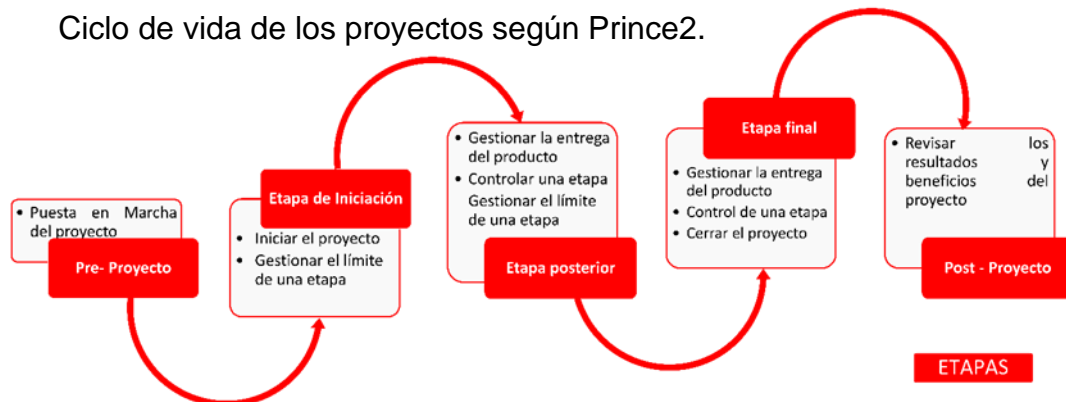 Ciclo de vida de los proyectos según Prince2.
• Puesta en Marcha
del proyecto
Pre- Proyecto
Etapa de Iniciación
• Iniciar el proyecto
• Gestionar el límite
de una etapa
• Gestionar la entrega
del producto
• Controlar una etapa
Gestionar el límite
de una etapa
Etapa posterior
Etapa final
• Gestionar la entrega
del producto
• Control de una etapa
• Cerrar el proyecto
• Revisar los
resultados y
beneficios del
proyecto
Post - Proyecto
ETAPAS